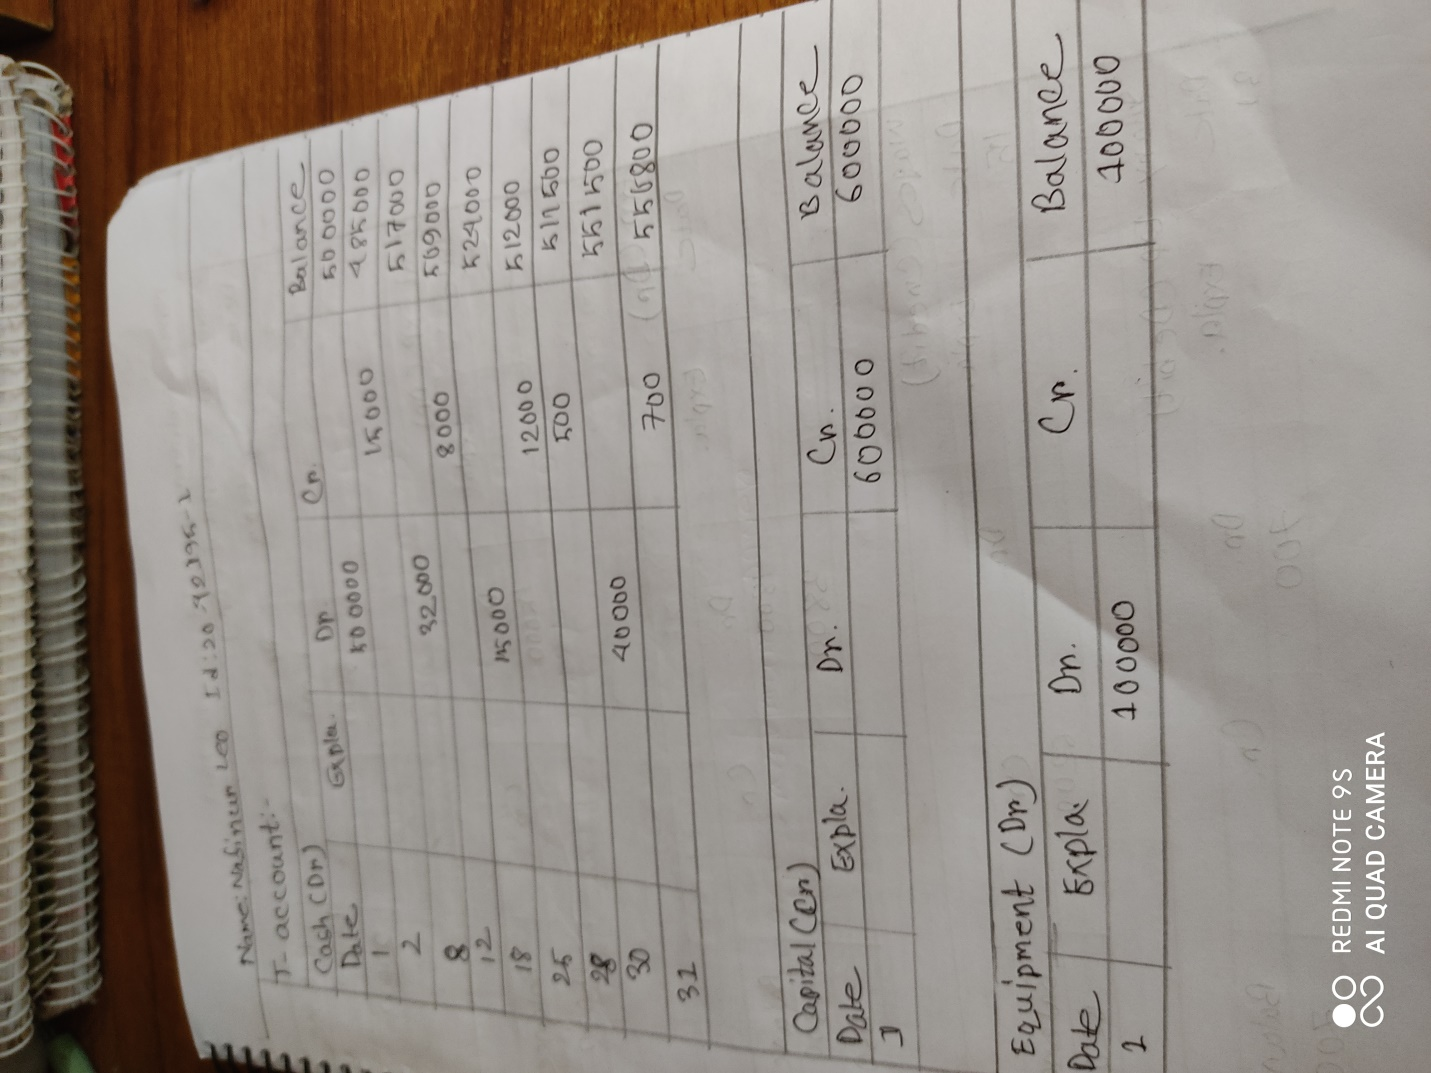 Name: Nafinur Leo Id: 20-42395-1
T- account:-
Cash (Dr)
Date Expla. Dr Cr. Balance
1 500000 500000
2 15000 485000
8 32000 517000
12 8000 509000
18 15000 524000
25 12000 512000
28 500 511500
30 40000 551500
31 700 550800
Capital (Cr)
Date Expla. Dr. Cr. Balance
1 600000 600000
Equipment (Dr)
Date Expla Dr. Cr. Balance
1 100000 100000
REDMI NOTE 9S
AI QUAD CAMERA